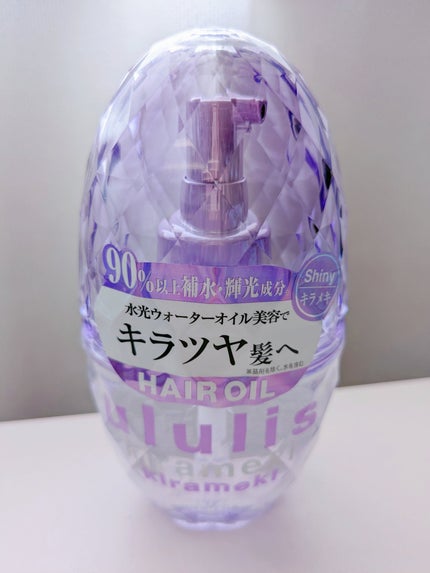 90%以上補水・輝光成分
Shiny
キラメキ
水光ウォーターオイル美容で
キラツヤ髪へ
HAIR OIL
ululis
kirameki